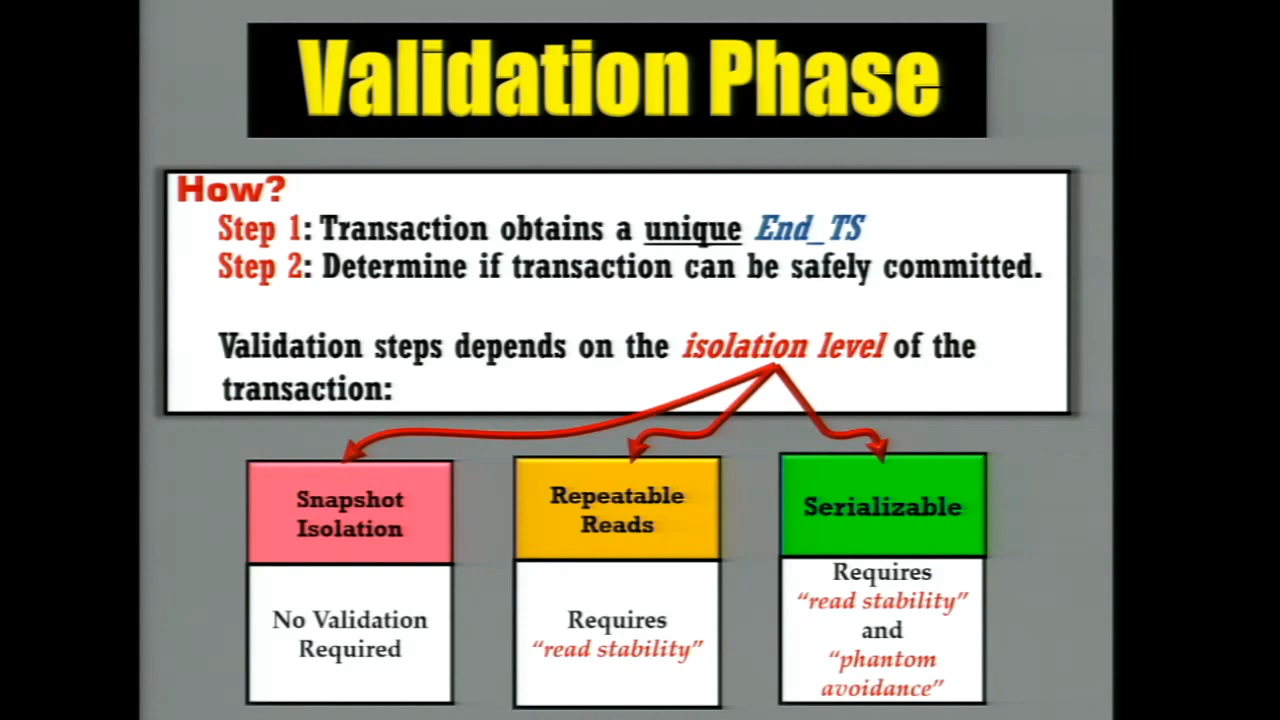 Validation Phase
How?
Step 1: Transaction obtains a unique End_TS
Step 2: Determine if transaction can be safely committed.
Validation steps depends on the isolation level of the
transaction:
Snapshot
Isolation
No Validation
Required
Repeatable
Reads
Requires
“read stability”
Serializable
Requires
“read stability”
and
“phantom
avoidance”